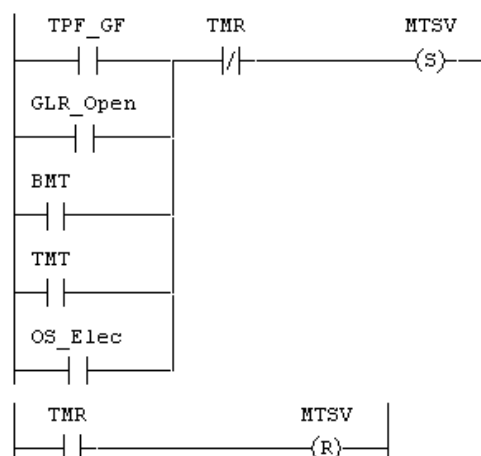 TPF_GF TMR MTSV
(S)
GLR_Open
BMT
TMT
OS_Elec
TMR MTSV
(R)